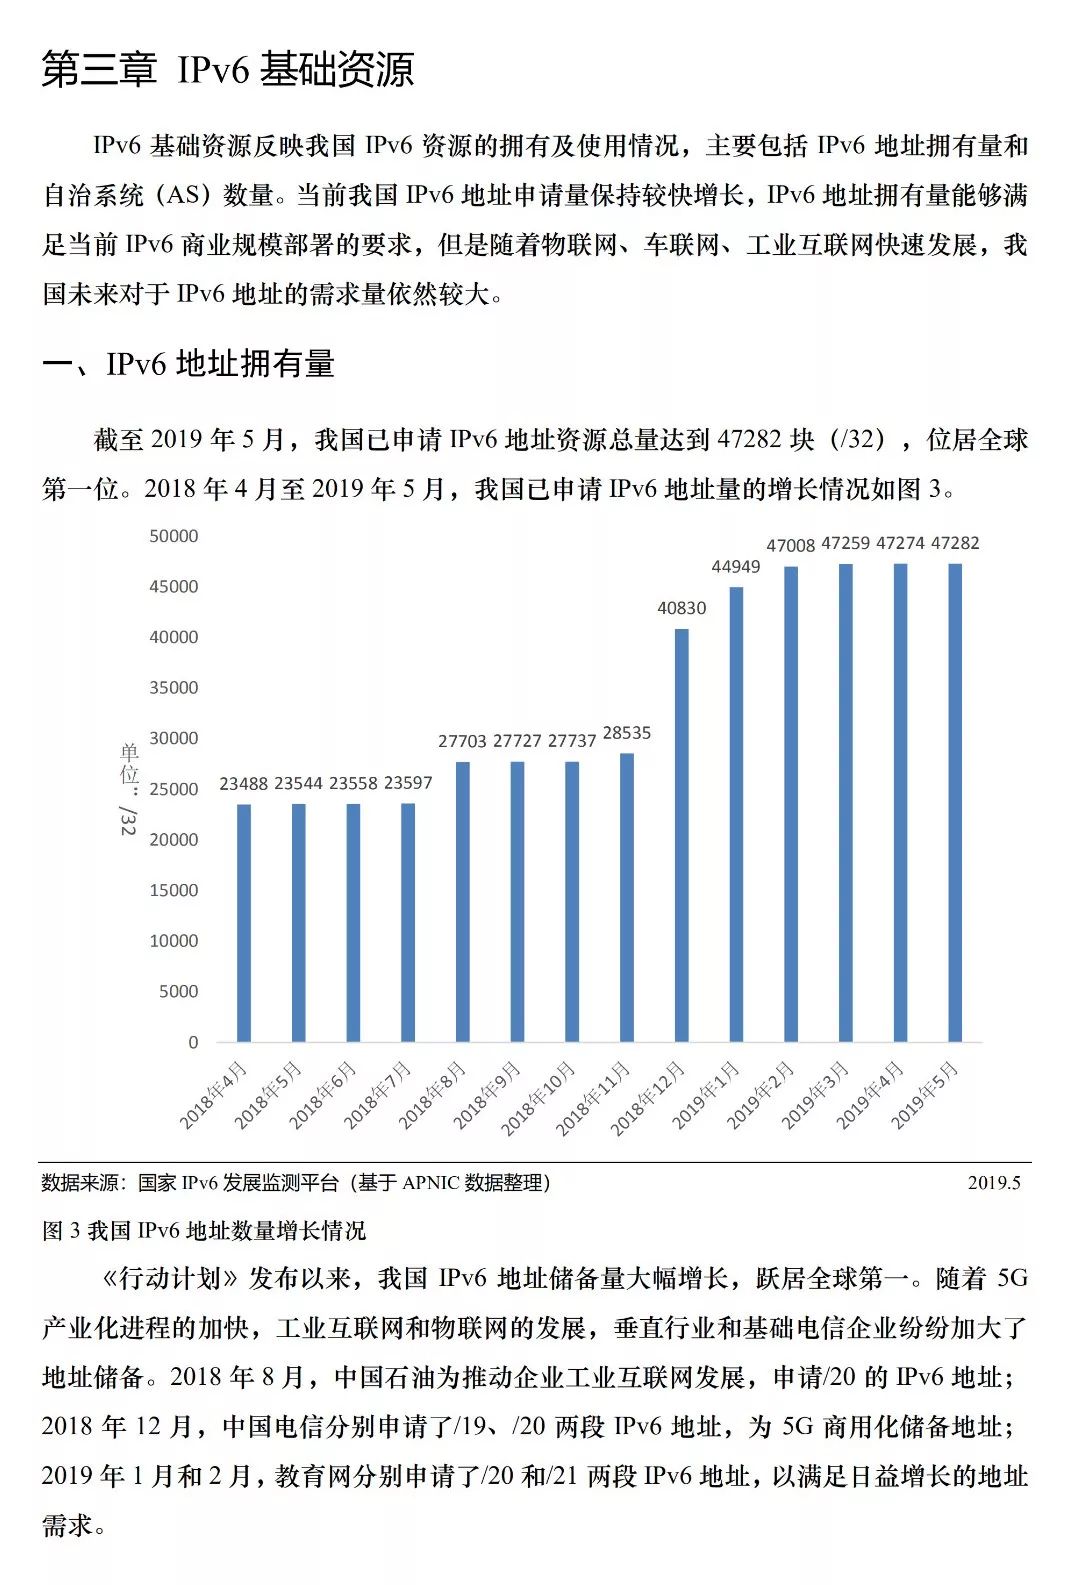 第三章 IPv6 基础资源
IPv6 基础资源反映我国 IPv6 资源的拥有及使用情况，主要包括 IPv6 地址拥有量和
自治系统（AS）数量。当前我国 IPv6 地址申请量保持较快增长，IPv6 地址拥有量能够满
足当前 IPv6 商业规模部署的要求，但是随着物联网、车联网、工业互联网快速发展，我
国未来对于 IPv6 地址的需求量依然较大。
一、IPv6 地址拥有量
截至 2019 年 5 月，我国已申请 IPv6 地址资源总量达到 47282 块（/32），位居全球
第一位。2018 年 4 月至 2019 年 5 月，我国已申请 IPv6 地址量的增长情况如图 3。
单位：/32
50000
45000
40000
35000
30000
25000
20000
15000
10000
5000
0
23488 23544 23558 23597 27703 27727 27737 28535 40830 44949 47008 47259 47274 47282
2018年4月 2018年5月 2018年6月 2018年7月 2018年8月 2018年9月 2018年10月 2018年11月 2018年12月 2019年1月 2019年2月 2019年3月 2019年4月 2019年5月
数据来源：国家 IPv6 发展监测平台（基于 APNIC 数据整理） 2019.5
图 3 我国 IPv6 地址数量增长情况
《行动计划》发布以来，我国 IPv6 地址储备量大幅增长，跃居全球第一。随着 5G
产业化进程的加快，工业互联网和物联网的发展，垂直行业和基础电信企业纷纷加大了
地址储备。2018 年 8 月，中国石油为推动企业工业互联网发展，申请/20 的 IPv6 地址；
2018 年 12 月，中国电信分别申请了/19、/20 两段 IPv6 地址，为 5G 商用化储备地址；
2019 年 1 月和 2 月，教育网分别申请了/20 和/21 两段 IPv6 地址，以满足日益增长的地址
需求。